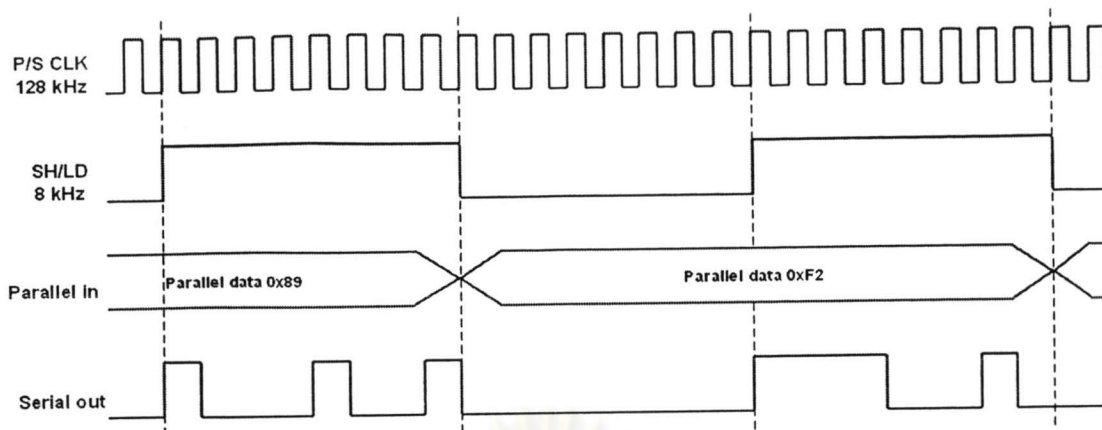 P/S CLK
128 kHz
SH/LD
8 kHz
Parallel in
Parallel data 0x89
Parallel data 0xF2
Serial out